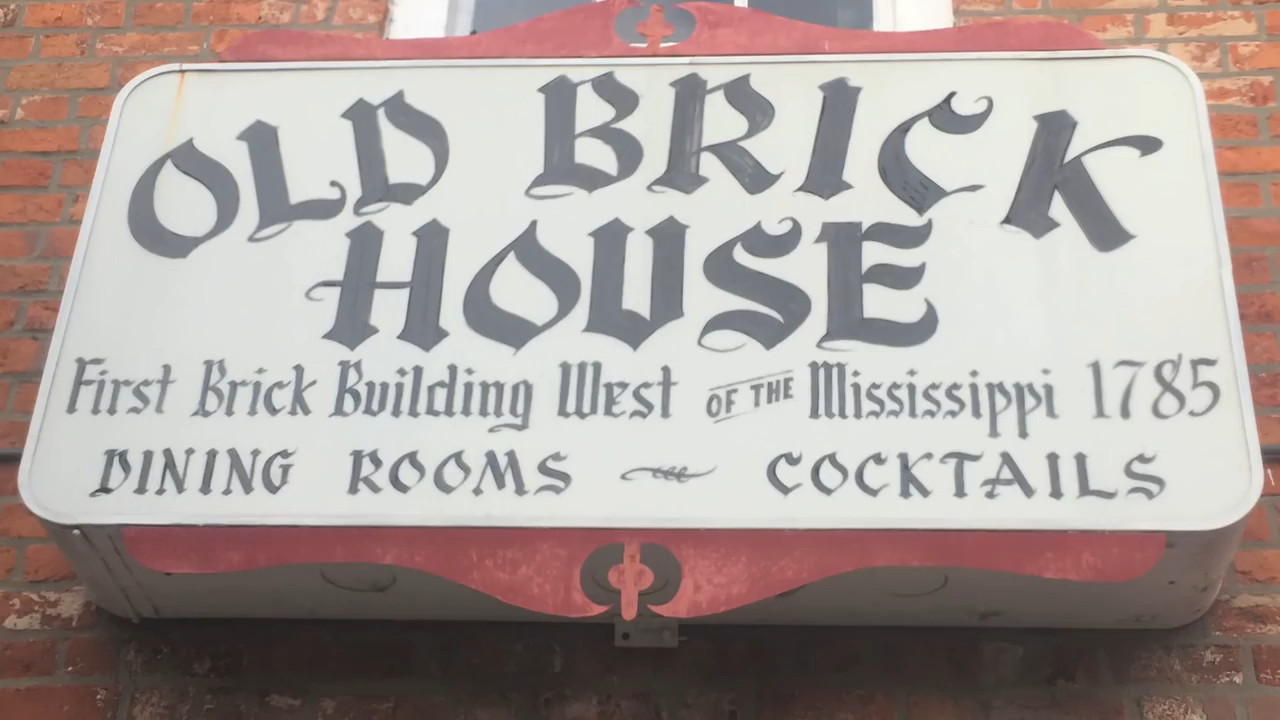 OLD BRICK
HOUSE
First Brick Building West OF THE Mississippi 1785
DINING ROOMS COCKTAILS